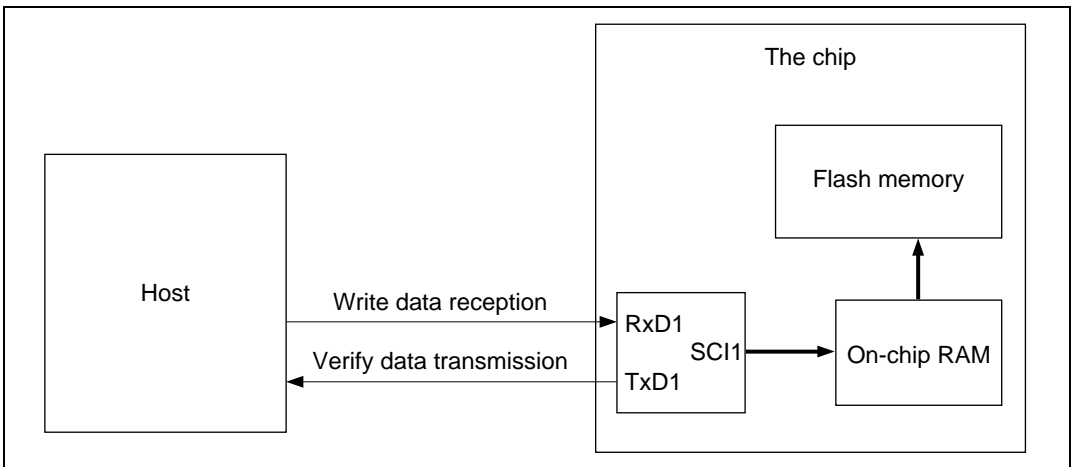 The chip
Flash memory
Host
Write data reception
RxD1
SCI1
On-chip RAM
Verify data transmission
TxD1